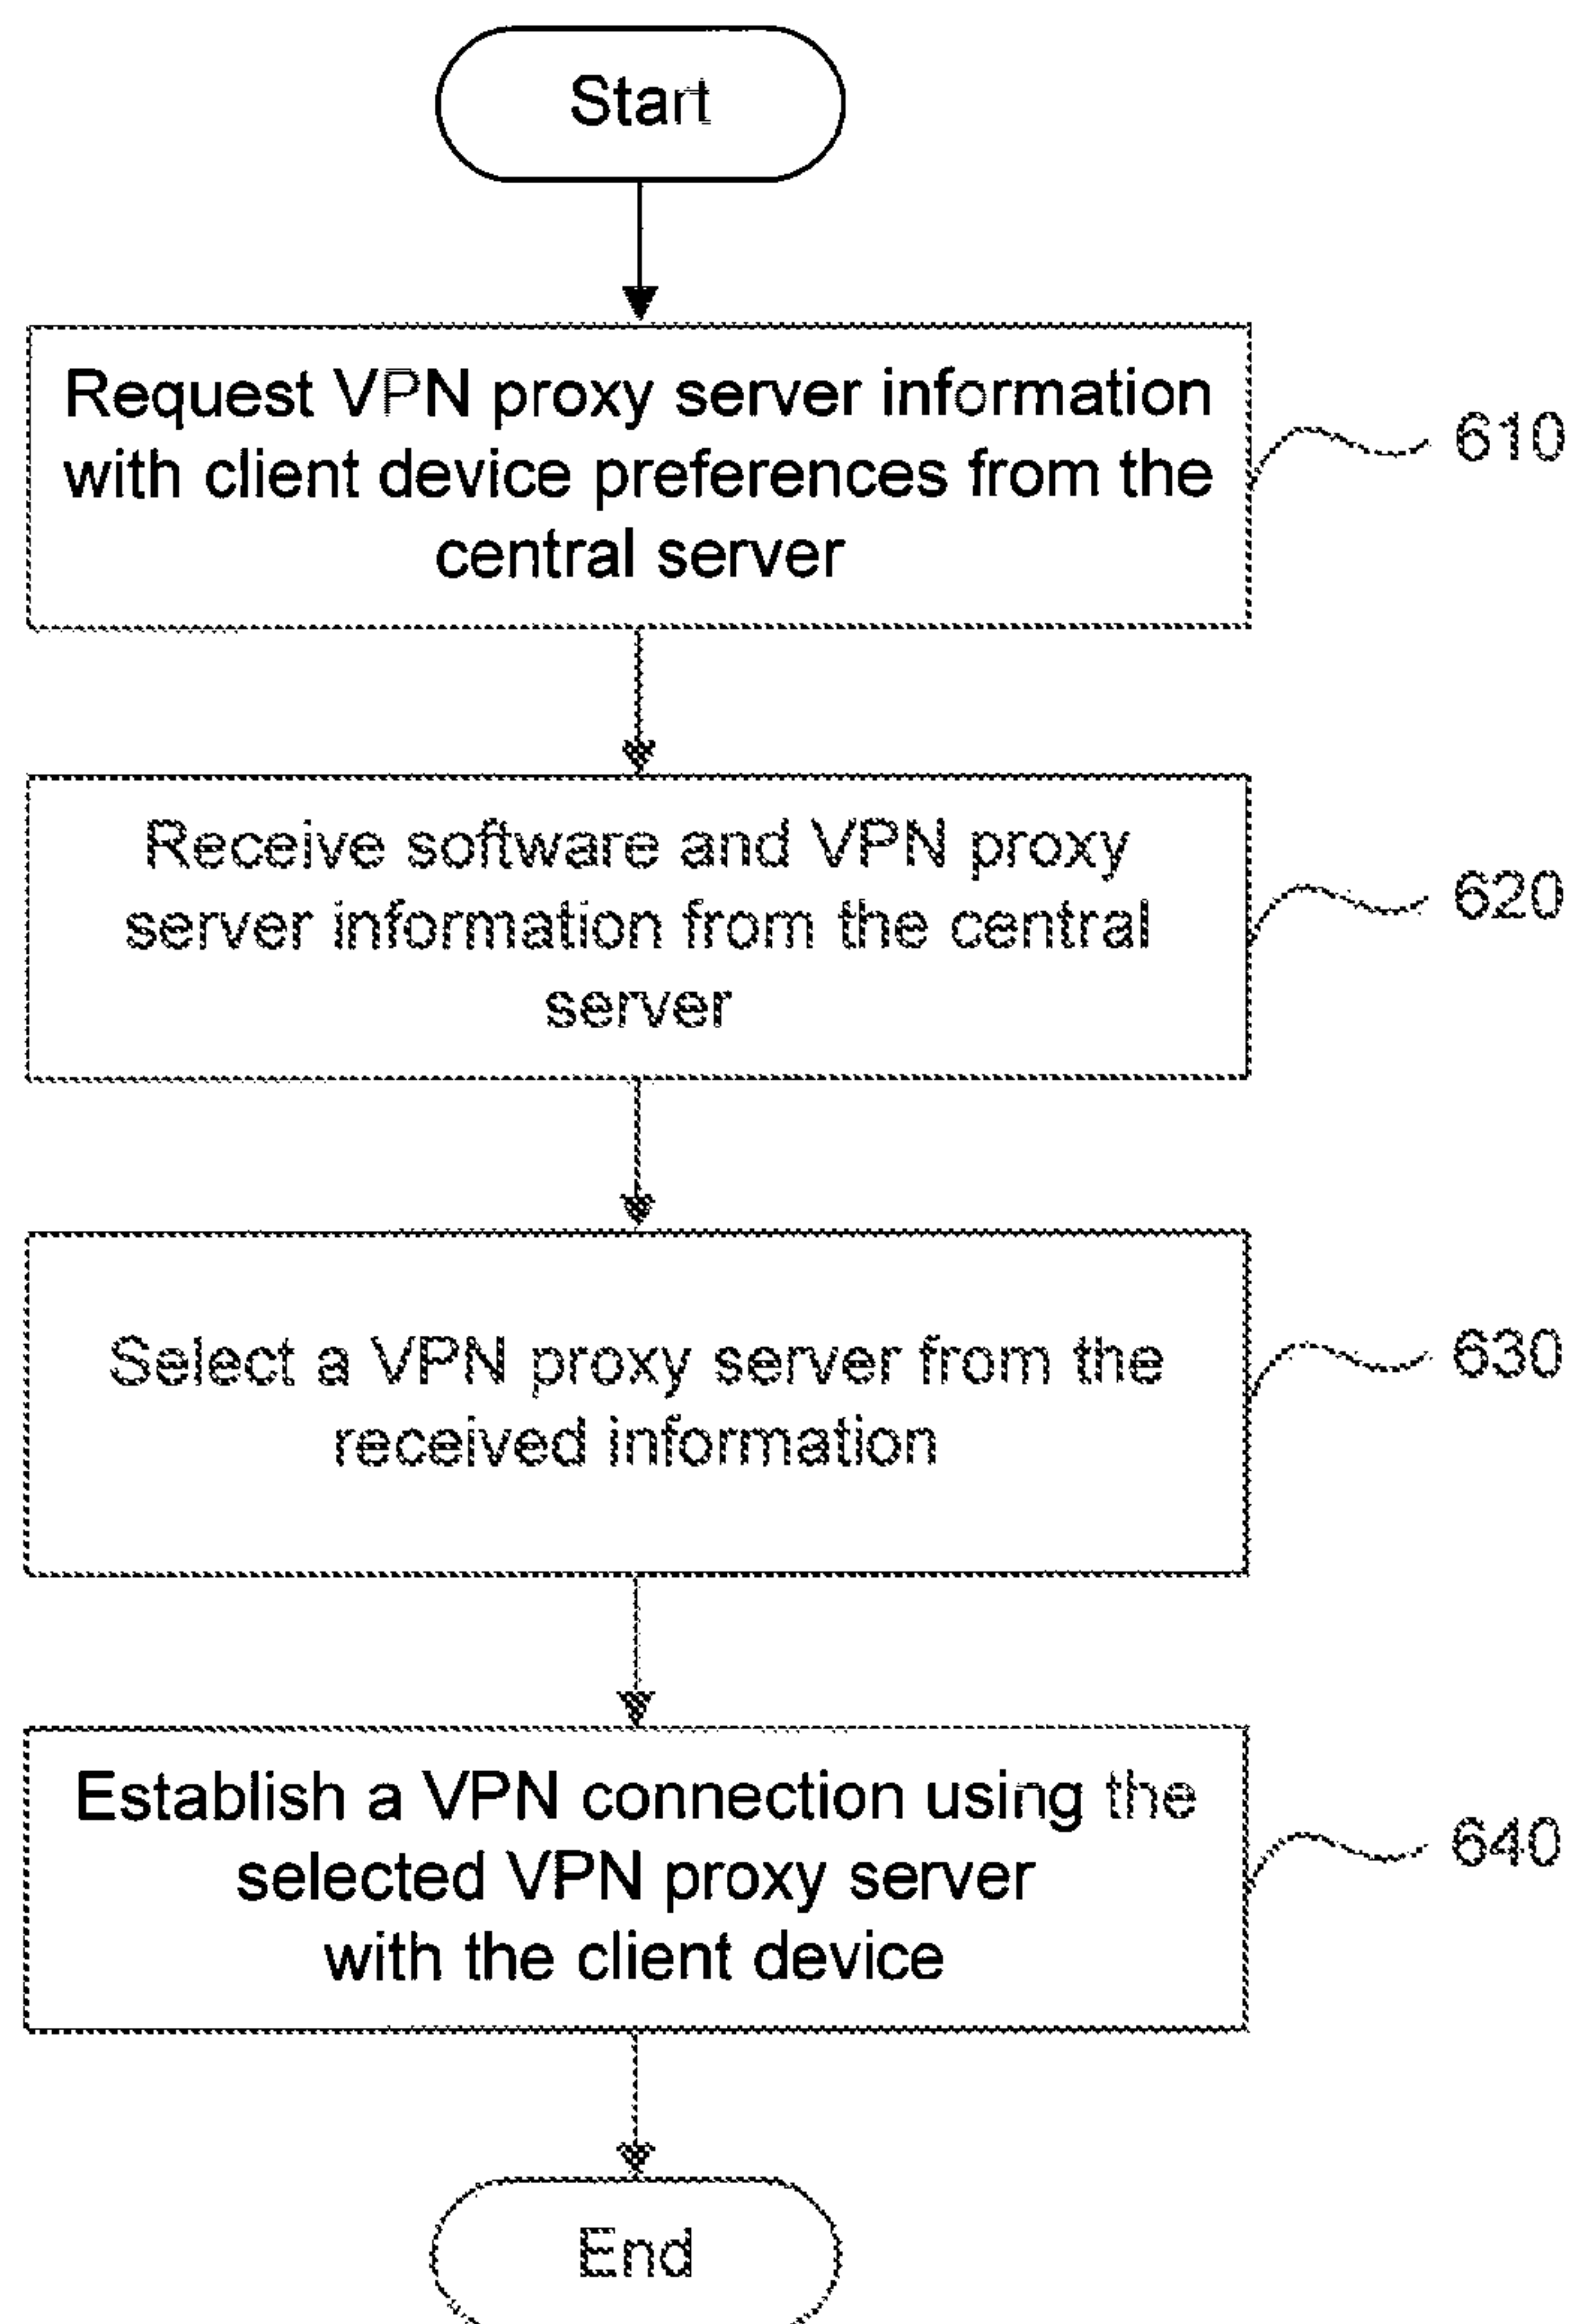 Start
Request VPN proxy server information
with client device preferences from the
central server
610
Receive software and VPN proxy
server information from the central
server
620
Select a VPN proxy server from the
received information
630
Establish a VPN connection using the
selected VPN proxy server
with the client device
640
End